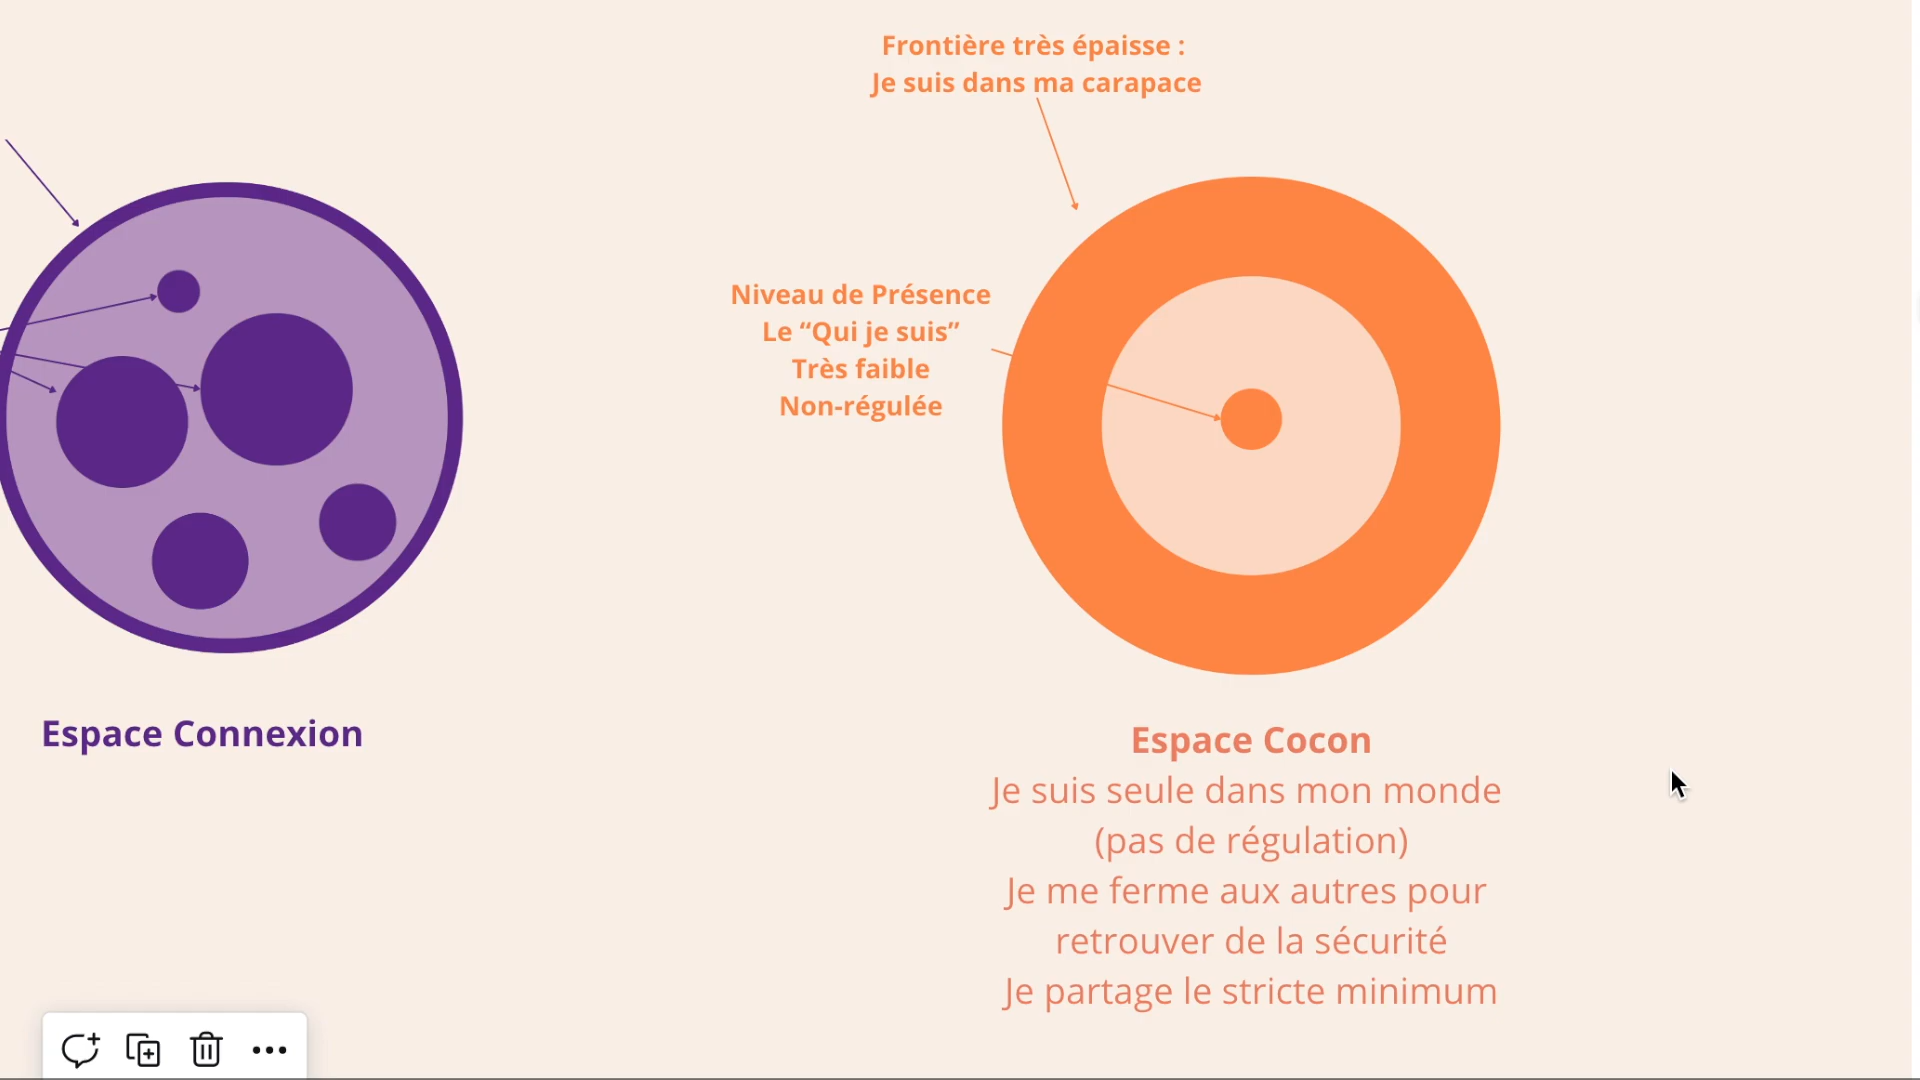 Frontière très épaisse :
Je suis dans ma carapace
Niveau de Présence
Le “Qui je suis”
Très faible
Non-régulée
Espace Connexion
Espace Cocon
Je suis seule dans mon monde
(pas de régulation)
Je me ferme aux autres pour
retrouver de la sécurité
Je partage le stricte minimum